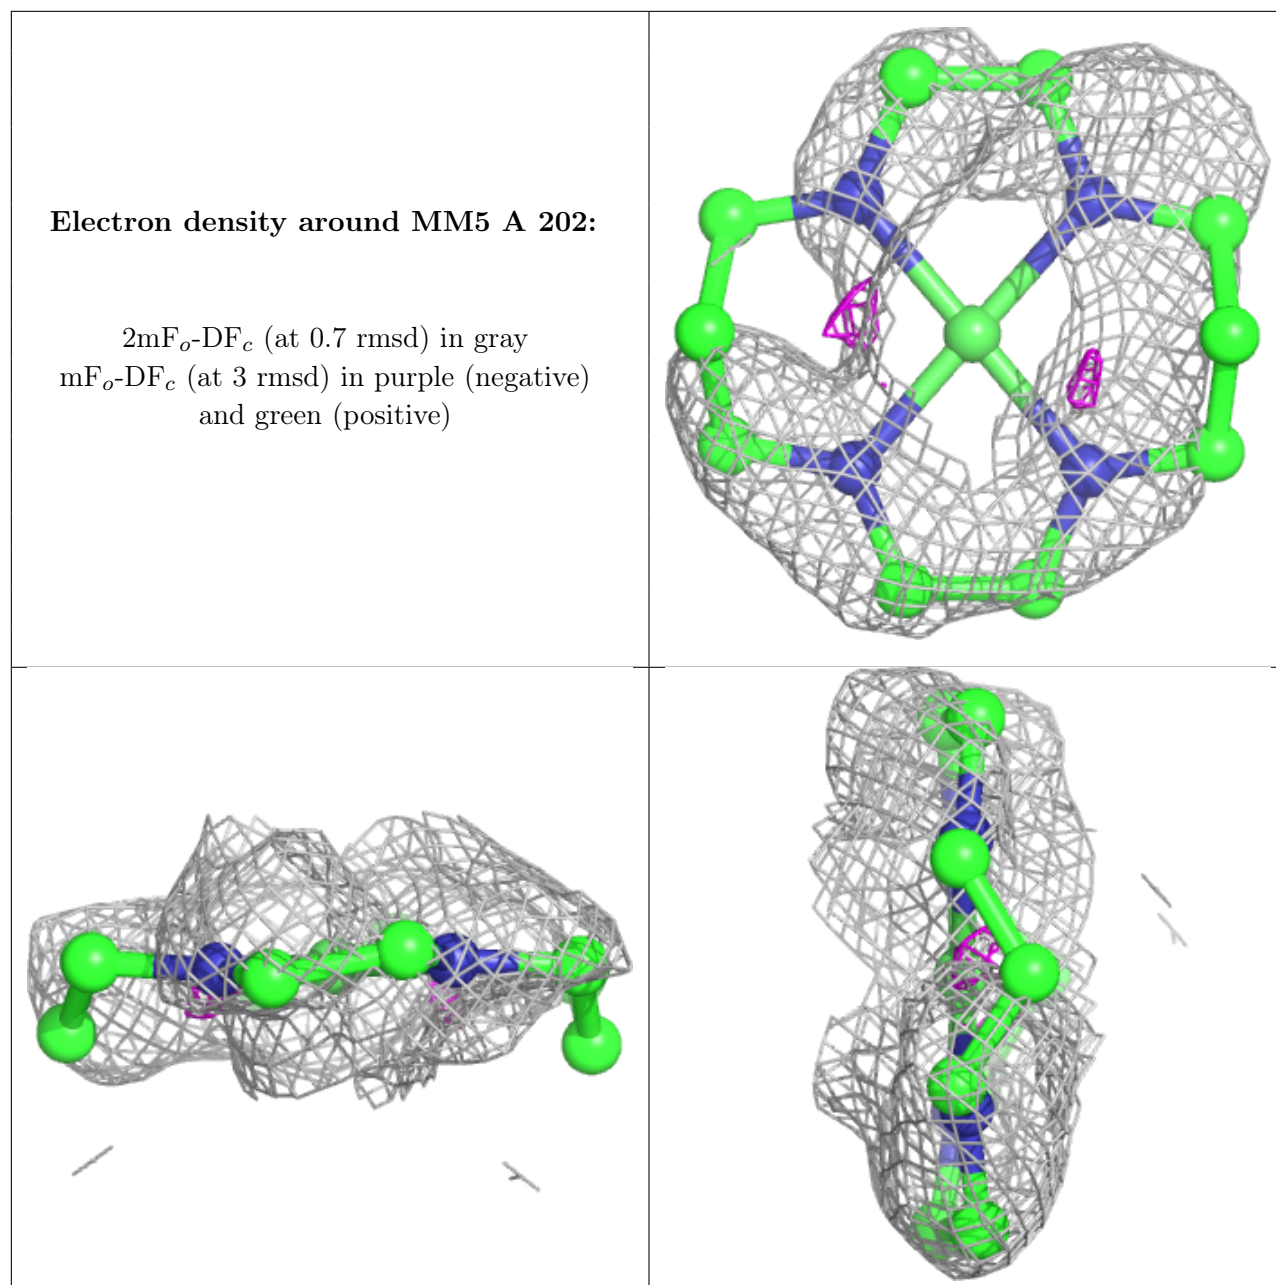 Electron density around MM5 A 202:
2mFo-DFc (at 0.7 rmsd) in gray
mFo-DFc (at 3 rmsd) in purple (negative)
and green (positive)